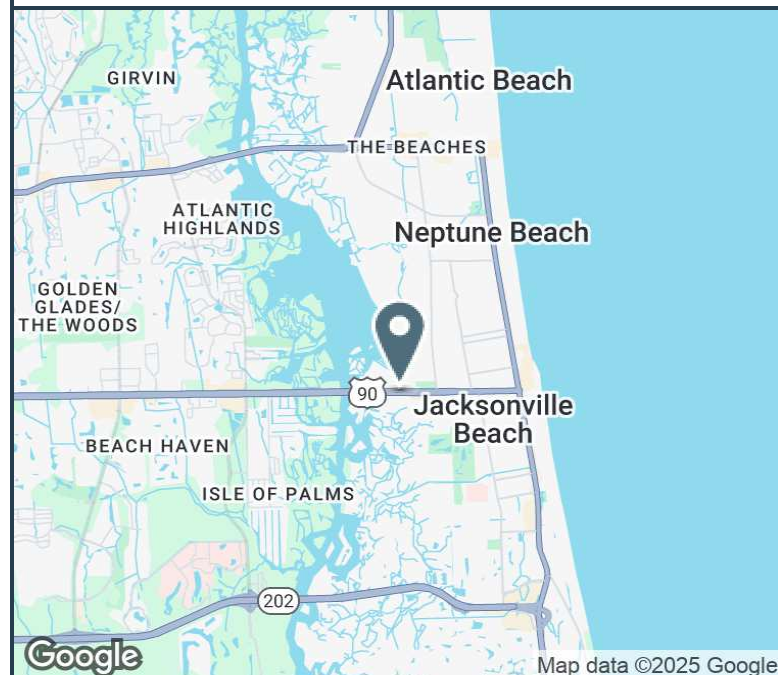 GIRVIN
Atlantic Beach
THE BEACHES
ATLANTIC
HIGHLANDS
Neptune Beach
GOLDEN
GLADES/
THE WOODS
90
Jacksonville
Beach
BEACH HAVEN
ISLE OF PALMS
202
Google
Map data ©2025 Google